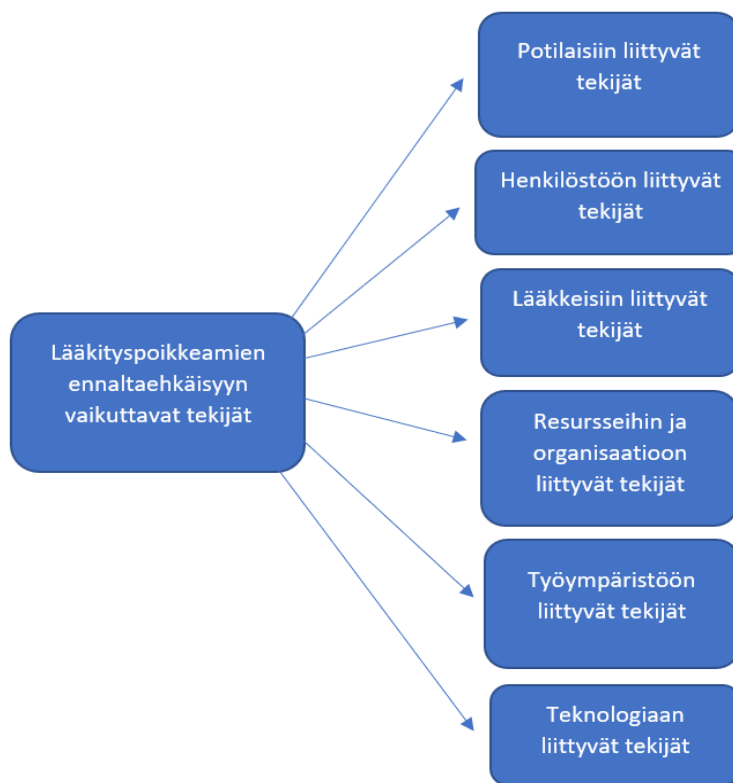 Potilaisiin liittyvät
tekijät
Henkilöstöön liittyvät
tekijät
Lääkkeisiin liittyvät
tekijät
Lääkityspoikkeamien
ennaltaehkäisyyn
vaikuttavat tekijät
Resursseihin ja
organisaatioon
liittyvät tekijät
Työympäristöön
liittyvät tekijät
Teknologiaan
liittyvät tekijät